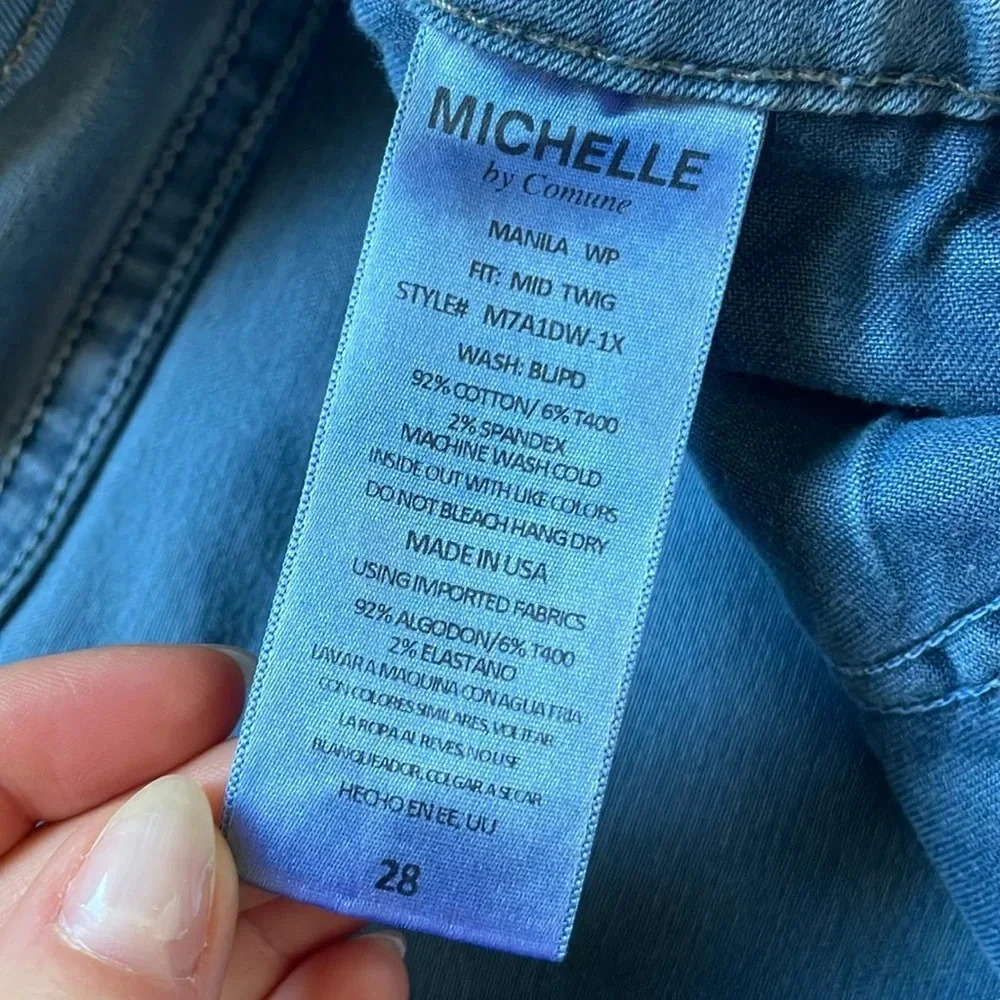 MICHELLE
by Comune
MANILA WP
FIT: MID TWIG
STYLE# M7A1DW-1X
WASH: BLIPD
92% COTTON/ 6% T400
2% SPANDEX
MACHINE WASH COLD
INSIDE OUT WITH LIKE COLORS
DO NOT BLEACH HANG DRY
MADE IN USA
USING IMPORTED FABRICS
92% ALGODON/6% T400
2% ELASTANO
LAVAR A MAQUINA CON AGUA FRIA
CON COLORES SIMILARES, VOLTEAR
LA ROPA AL REVES, NO USE
BLANQUEADOR, COLGAR A SECAR
HECHO EN EE, UU
28